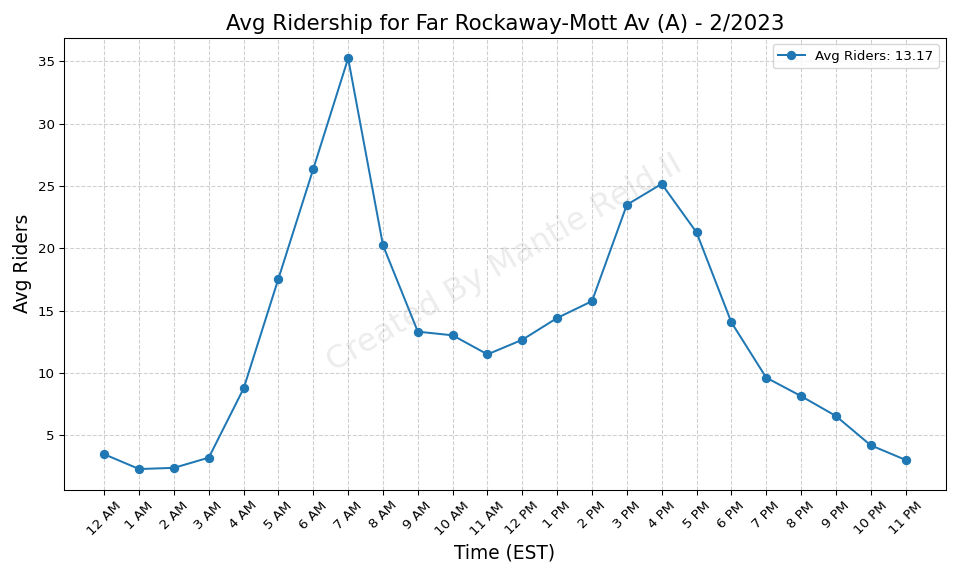 Avg Ridership for Far Rockaway-Mott Av (A) - 2/2023
Avg Riders: 13.17
Avg Riders
35
30
25
20
15
10
5
Created By Mantie Reid II
12 AM
1 AM
2 AM
3 AM
4 AM
5 AM
6 AM
7 AM
8 AM
9 AM
10 AM
11 AM
12 PM
1 PM
2 PM
3 PM
4 PM
5 PM
6 PM
7 PM
8 PM
9 PM
10 PM
11 PM
Time (EST)